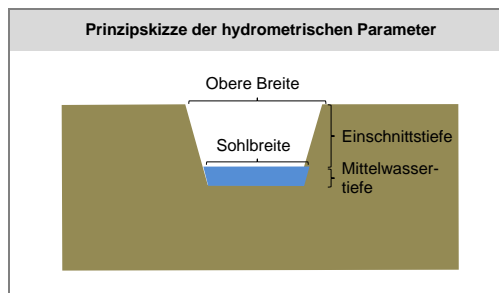 Prinzipskizze der hydrometrischen Parameter
Obere Breite
Sohlbreite
Einschnittstiefe
Mittelwasser-
tiefe